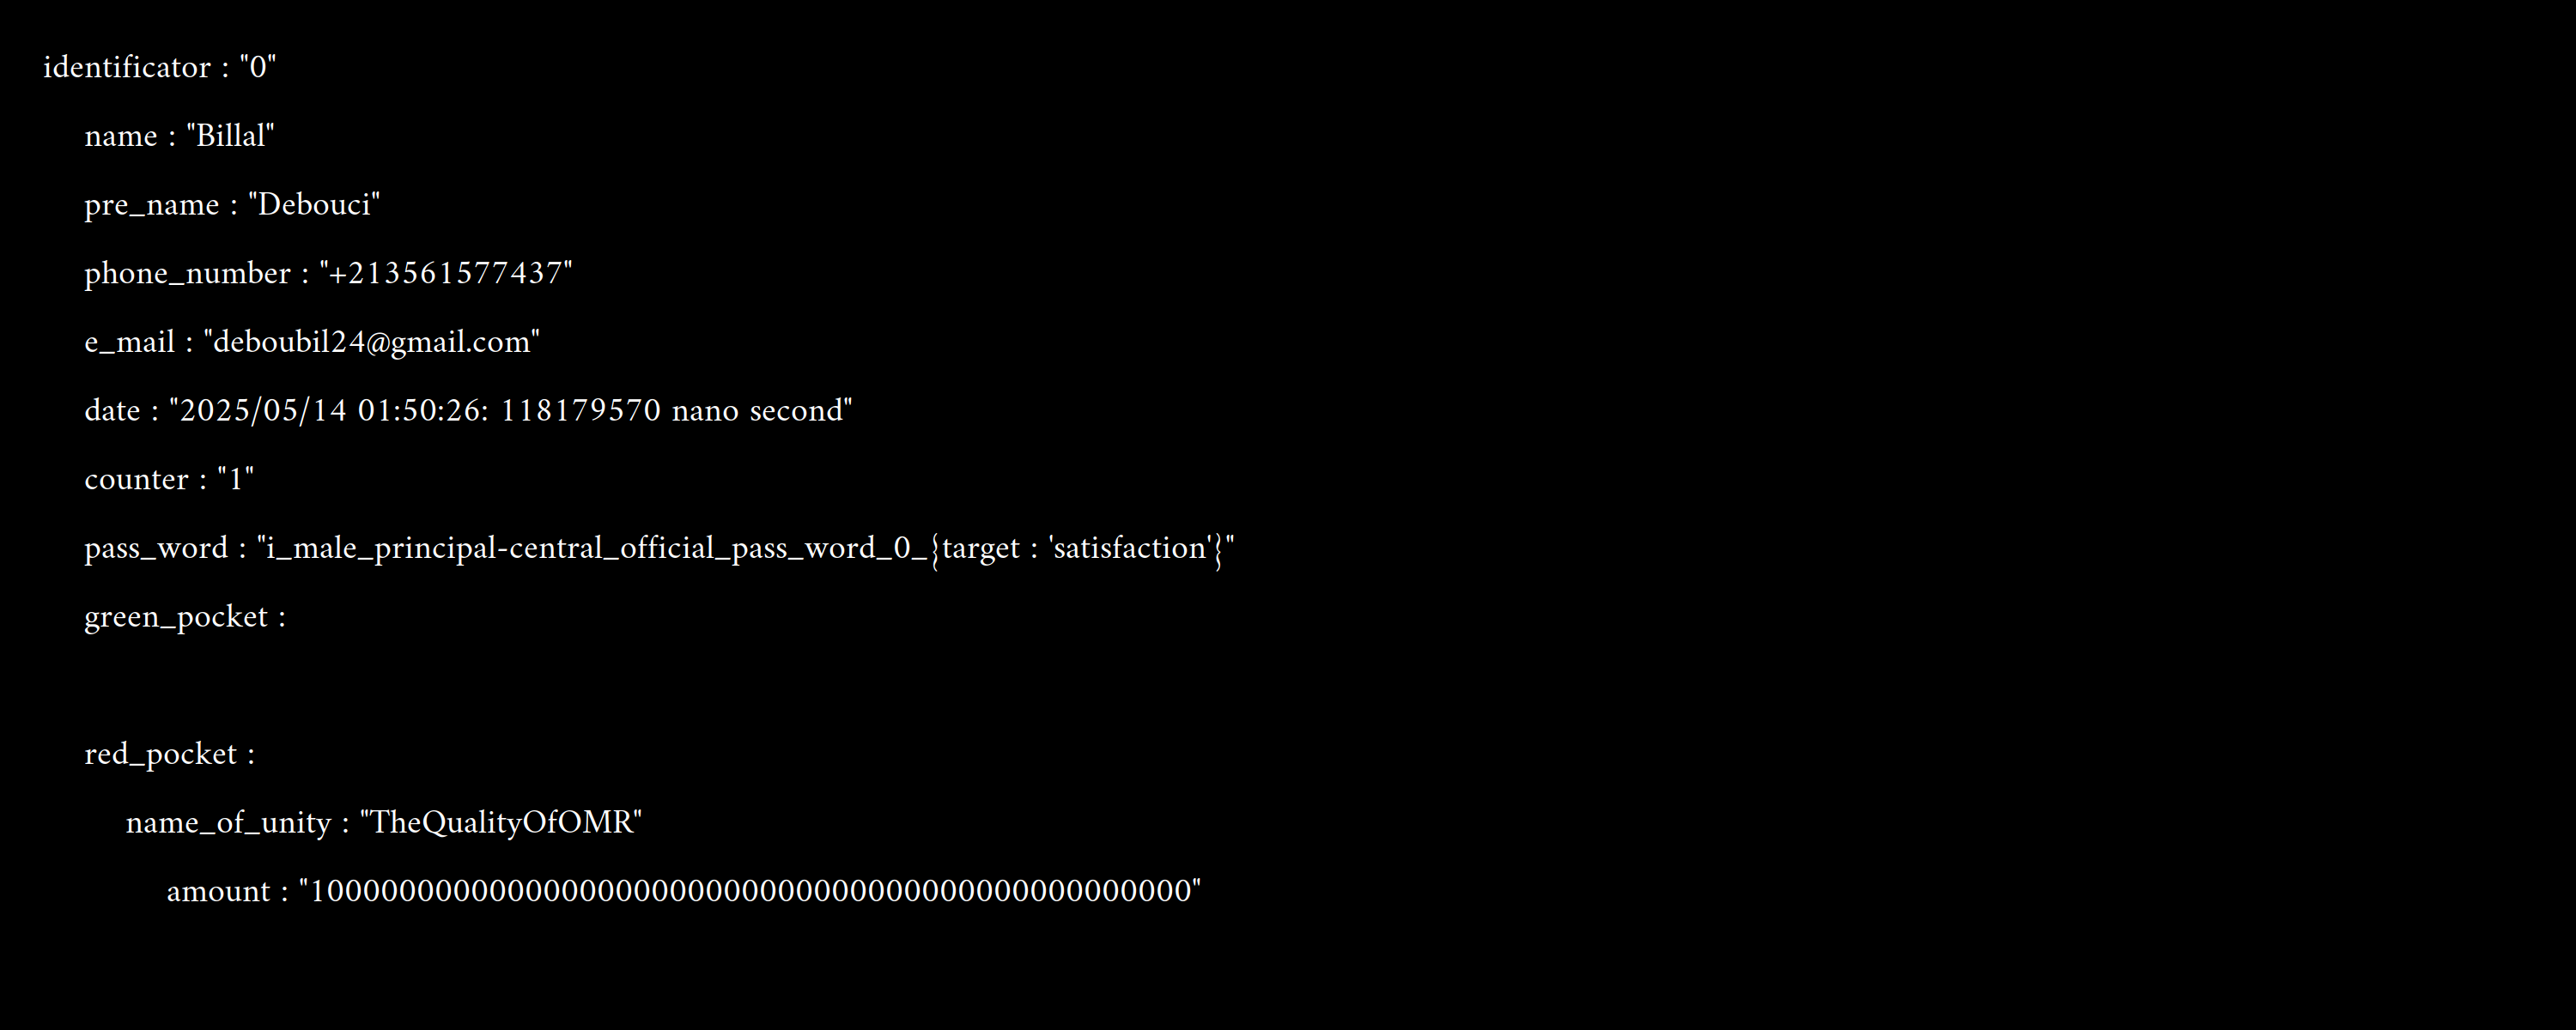 identificator : "0"
name : "Billal"
pre_name : "Debouci"
phone_number : "+213561577437"
e_mail : "deboubil24@gmail.com"
date : "2025/05/14 01:50:26: 118179570 nano second"
counter : "1"
pass_word : "i_male_principal-central_official_pass_word_0_{target : 'satisfaction'}"
green_pocket :
red_pocket :
name_of_unity : "TheQualityOfOMR"
amount : "1000000000000000000000000000000000000000000000000"